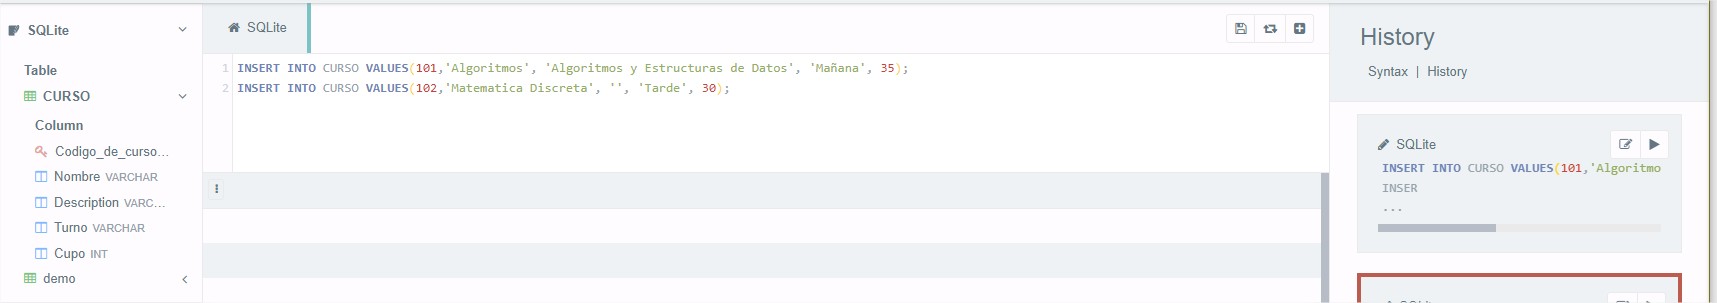 SQLite
Table
CURSO
Column
Codigo_de_curso...
Nombre VARCHAR
Description VARC...
Turno VARCHAR
Cupo INT
demo
SQLite
1 INSERT INTO CURSO VALUES(101,'Algoritmos', 'Algoritmos y Estructuras de Datos', 'Mañana', 35);
2 INSERT INTO CURSO VALUES(102,'Matematica Discreta', '', 'Tarde', 30);
History
Syntax | History
SQLite
INSERT INTO CURSO VALUES(101,'Algoritmo
INSER
...